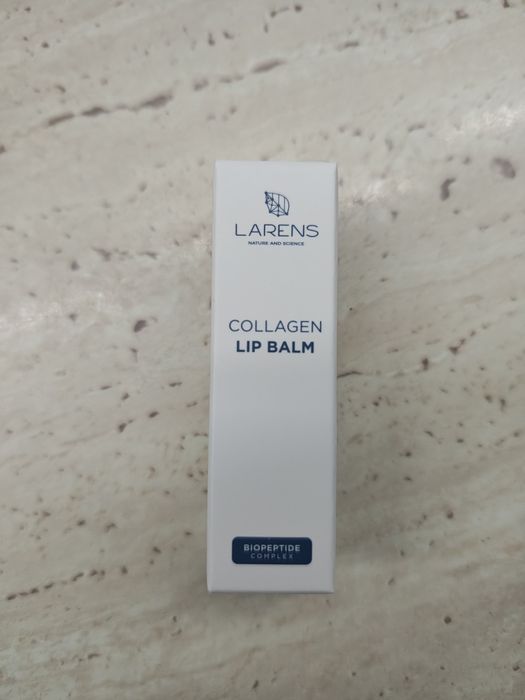 LARENS
NATURE AND SCIENCE
COLLAGEN
LIP BALM
BIOPEPTIDE
COMPLEX